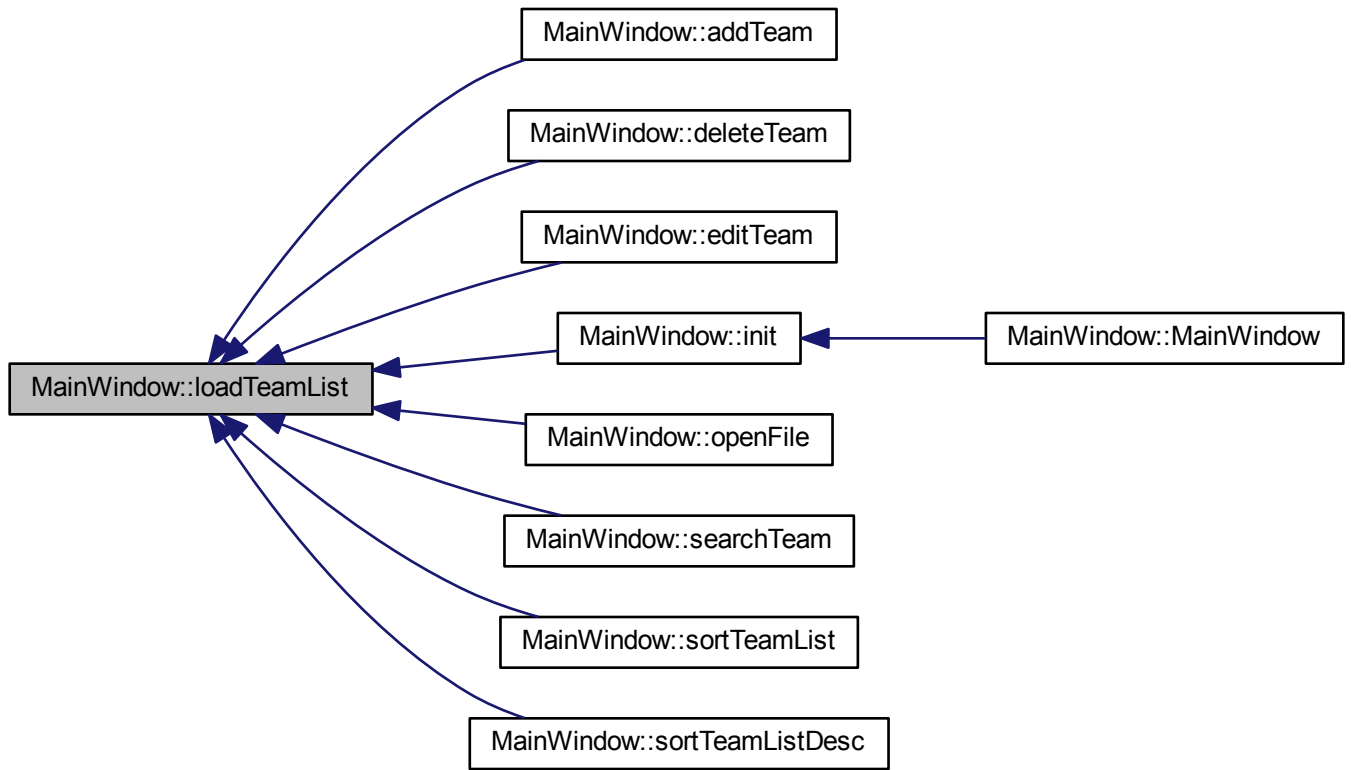 MainWindow::addTeam
MainWindow::deleteTeam
MainWindow::editTeam
MainWindow::init
MainWindow::MainWindow
MainWindow::loadTeamList
MainWindow::openFile
MainWindow::searchTeam
MainWindow::sortTeamList
MainWindow::sortTeamListDesc